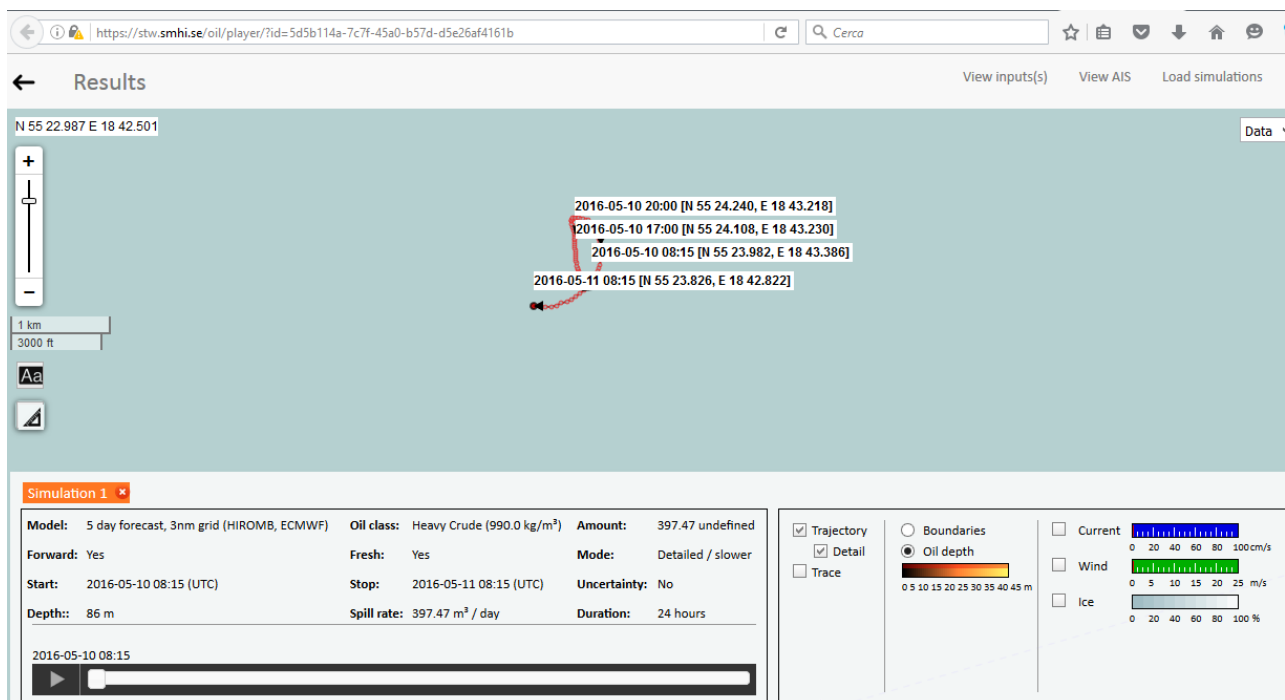 https://stw.smhi.se/oil/player/?id=5d5b114a-7c7f-45a0-b57d-d5e26af4161b
Cerca
Results
View inputs(s) View AIS Load simulations
N 55 22.987 E 18 42.501
Data
+
2016-05-10 20:00 [N 55 24.240, E 18 43.218]
2016-05-10 17:00 [N 55 24.108, E 18 43.230]
2016-05-10 08:15 [N 55 23.982, E 18 43.386]
2016-05-11 08:15 [N 55 23.826, E 18 42.822]
−
1 km
3000 ft
Aa
Simulation 1
Model: 5 day forecast, 3nm grid (HIROMB, ECMWF) Oil class: Heavy Crude (990.0 kg/m³) Amount: 397.47 undefined
Forward: Yes Fresh: Yes Mode: Detailed / slower
Start: 2016-05-10 08:15 (UTC) Stop: 2016-05-11 08:15 (UTC) Uncertainty: No
Depth:: 86 m Spill rate: 397.47 m³ / day Duration: 24 hours
2016-05-10 08:15
Trajectory
Detail
Trace
Boundaries
Oil depth
0 5 10 15 20 25 30 35 40 45 m
Current
0 20 40 60 80 100 cm/s
Wind
0 5 10 15 20 25 m/s
Ice
0 20 40 60 80 100 %